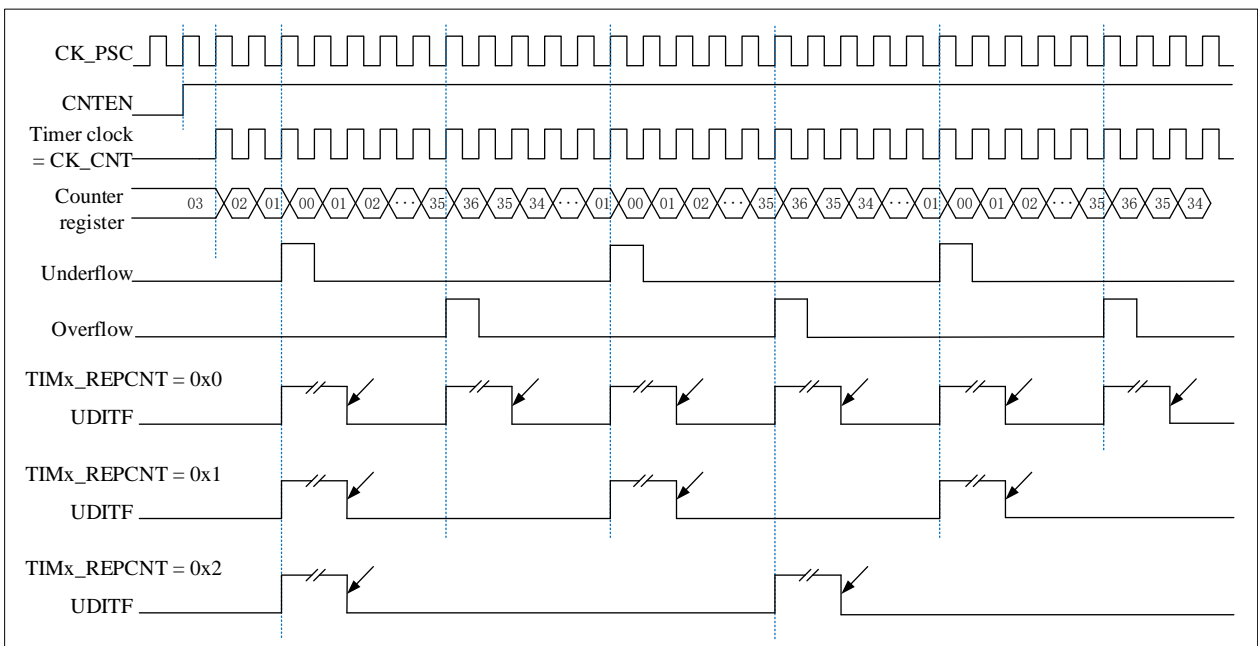 CK_PSC
CNTEN
Timer clock
= CK_CNT
Counter
register
03 02 01 00 01 02 ··· 35 36 35 34 ··· 01 00 01 02 ··· 35 36 35 34 ··· 01 00 01 02 ··· 35 36 35 34
Underflow
Overflow
TIMx_REPCNT = 0x0
UDITF
TIMx_REPCNT = 0x1
UDITF
TIMx_REPCNT = 0x2
UDITF